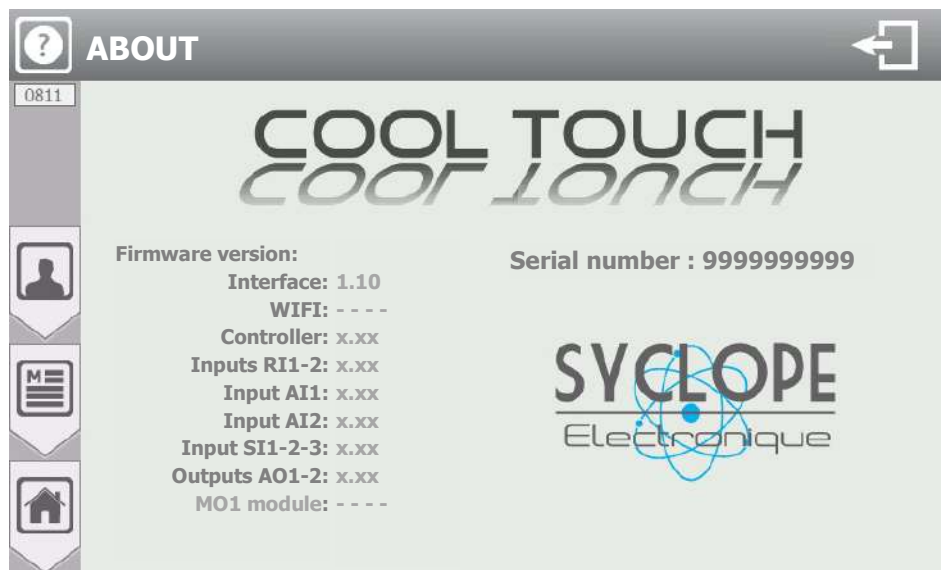 ?
ABOUT
0811
COOL TOUCH
COOL TOUCH
Firmware version:
Serial number : 9999999999
Interface: 1.10
WIFI: - - - -
Controller: x.xx
Inputs RI1-2: x.xx
Input AI1: x.xx
Input AI2: x.xx
Input SI1-2-3: x.xx
Outputs AO1-2: x.xx
MO1 module: - - - -
M
SYCLOPE
Electronique